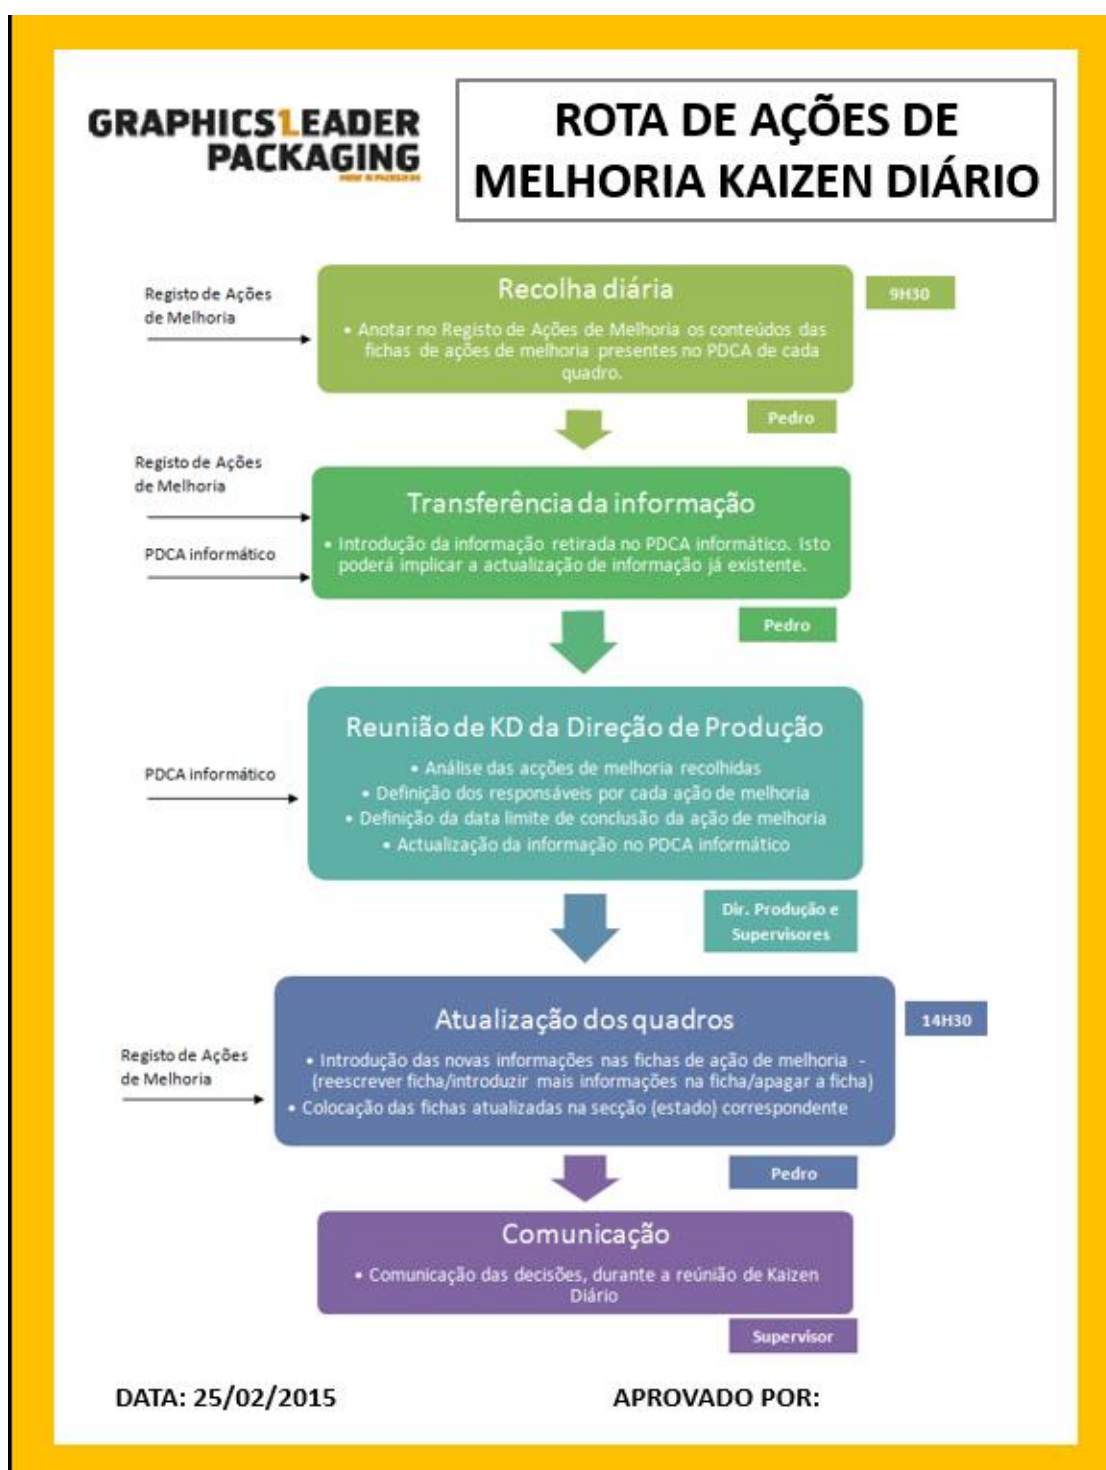 GRAPHICSLEADER
PACKAGING
ROTA DE AÇÕES DE
MELHORIA KAIZEN DIÁRIO
Registo de Ações
de Melhoria
Recolha diária
• Anotar no Registo de Ações de Melhoria os conteúdos das
fichas de ações de melhoria presentes no PDCA de cada
quadro.
9H30
Pedro
Registo de Ações
de Melhoria
PDCA informático
Transferência da informação
• Introdução da informação retirada no PDCA informático. Isto
poderá implicar a actualização de informação já existente.
Pedro
PDCA informático
Reunião de KD da Direção de Produção
• Análise das acções de melhoria recolhidas
• Definição dos responsáveis por cada ação de melhoria
• Definição da data limite de conclusão da ação de melhoria
• Actualização da informação no PDCA informático
Dir. Produção e
Supervisores
Registo de Ações
de Melhoria
Atualização dos quadros
• Introdução das novas informações nas fichas de ação de melhoria -
(reescrever ficha/introduzir mais informações na ficha/apagar a ficha)
• Colocação das fichas atualizadas na secção (estado) correspondente
14H30
Pedro
Comunicação
• Comunicação das decisões, durante a reúnião de Kaizen
Diário
Supervisor
DATA: 25/02/2015
APROVADO POR: